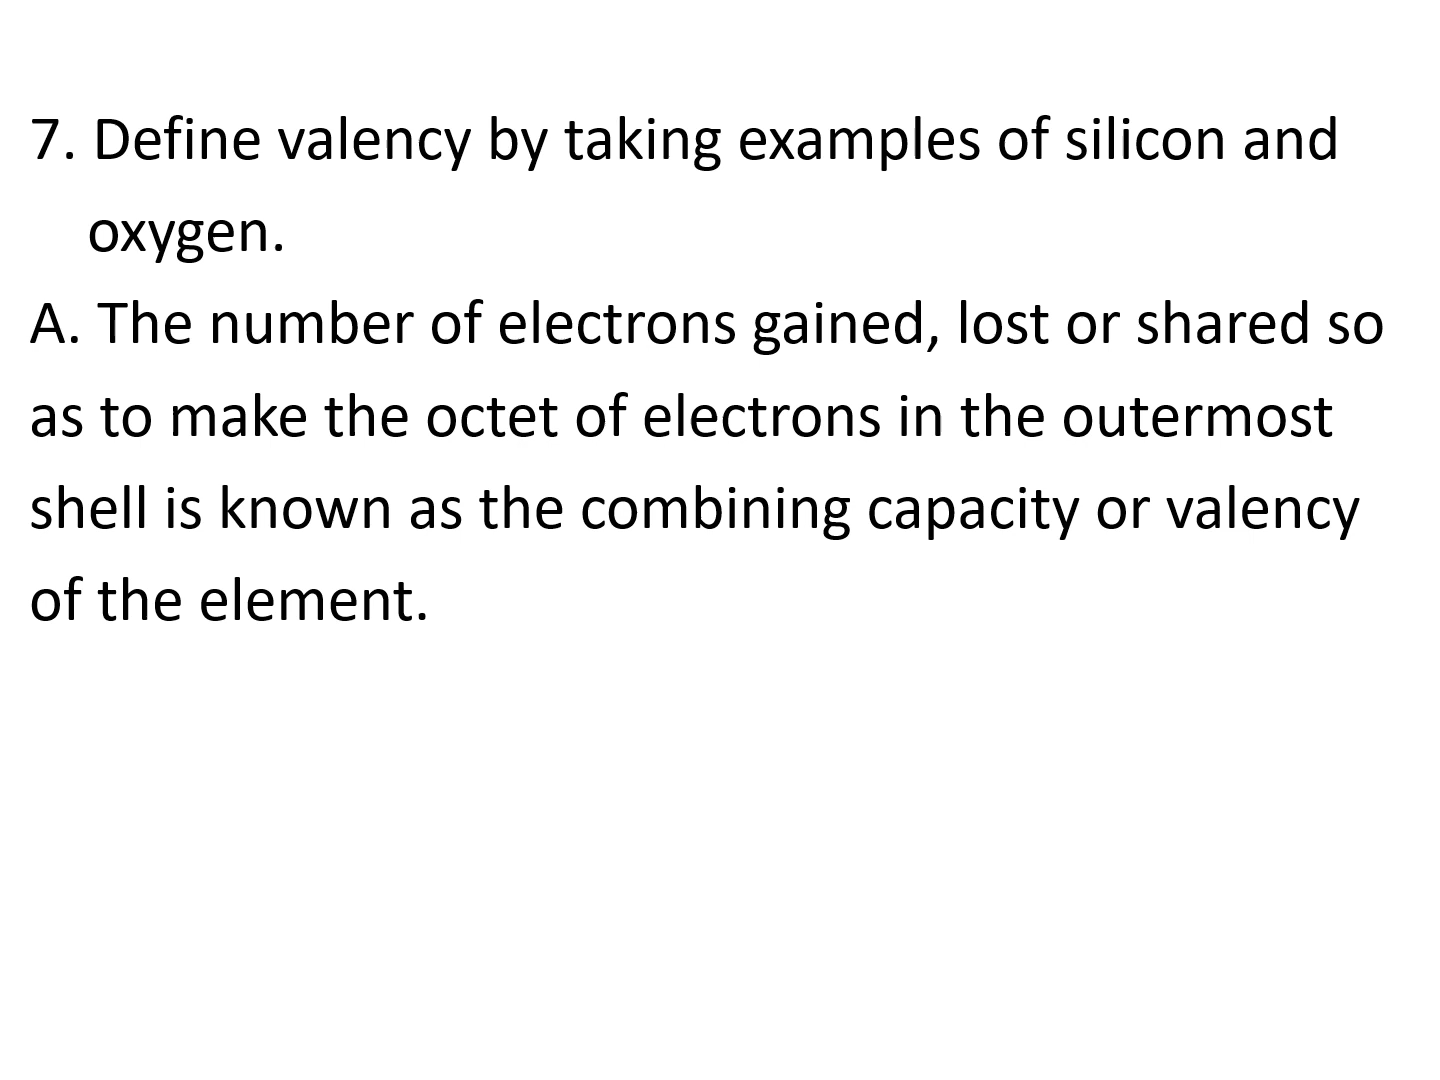 7. Define valency by taking examples of silicon and
oxygen.
A. The number of electrons gained, lost or shared so
as to make the octet of electrons in the outermost
shell is known as the combining capacity or valency
of the element.